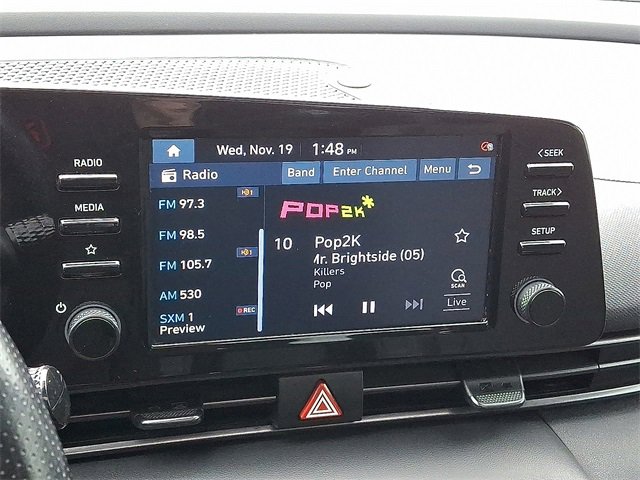 Wed, Nov. 19 1:48 PM
Radio Band Enter Channel Menu
RADIO
MEDIA
FM 97.3
FM 98.5
FM 105.7
AM 530
SXM 1
Preview
REC
POP2K
10 Pop2K
Mr. Brightside (05)
Killers
Pop
SCAN
Live
< SEEK
TRACK >
SETUP